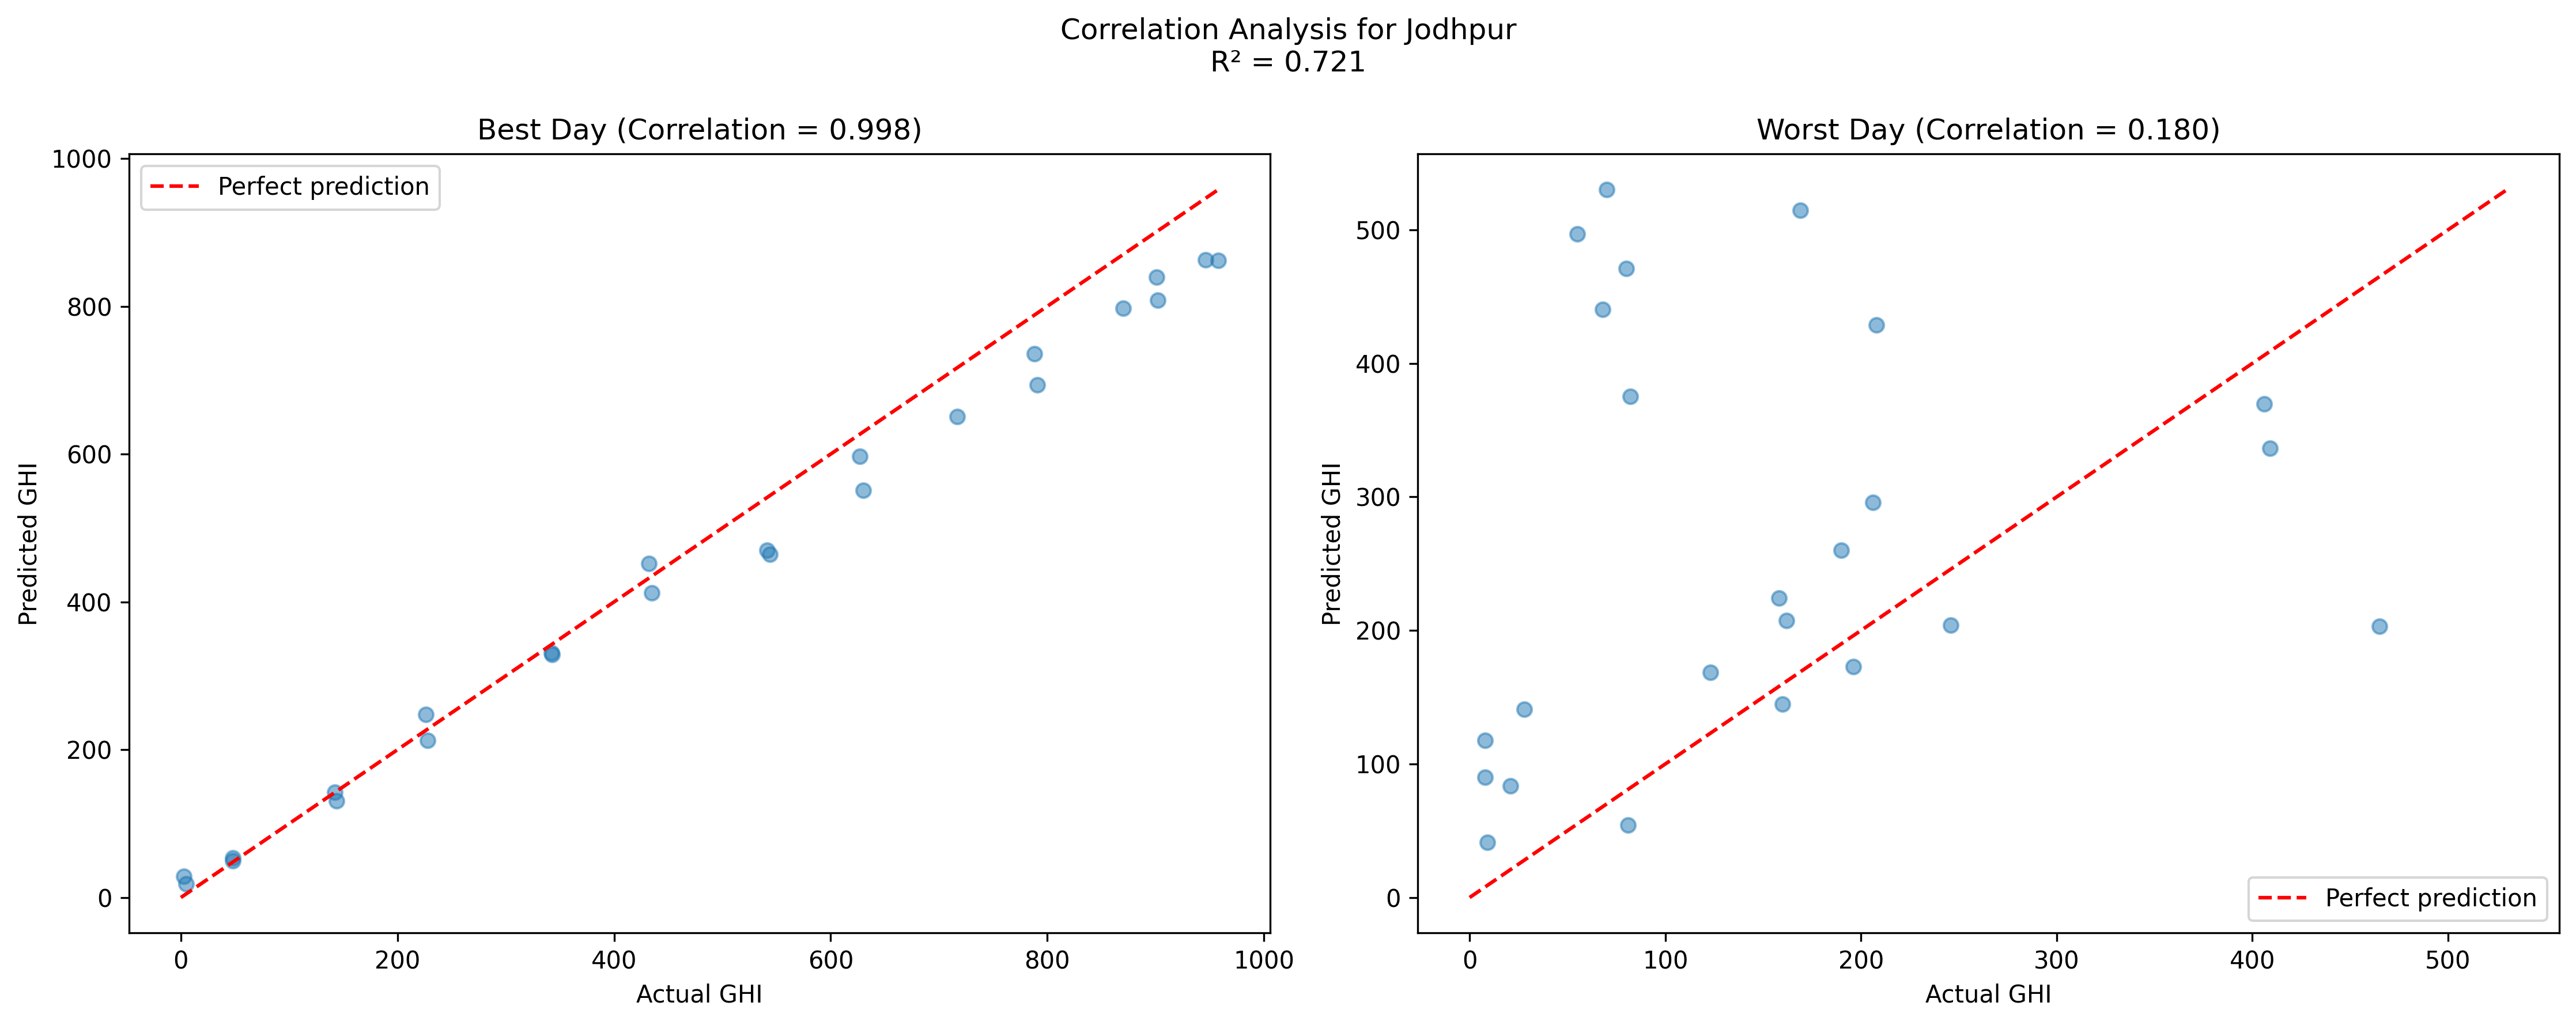 Correlation Analysis for Jodhpur
R² = 0.721
Best Day (Correlation = 0.998)
Perfect prediction
1000
800
600
400
200
0
Predicted GHI
0 200 400 600 800 1000
Actual GHI
Worst Day (Correlation = 0.180)
500
400
300
200
100
0
Predicted GHI
Perfect prediction
0 100 200 300 400 500
Actual GHI